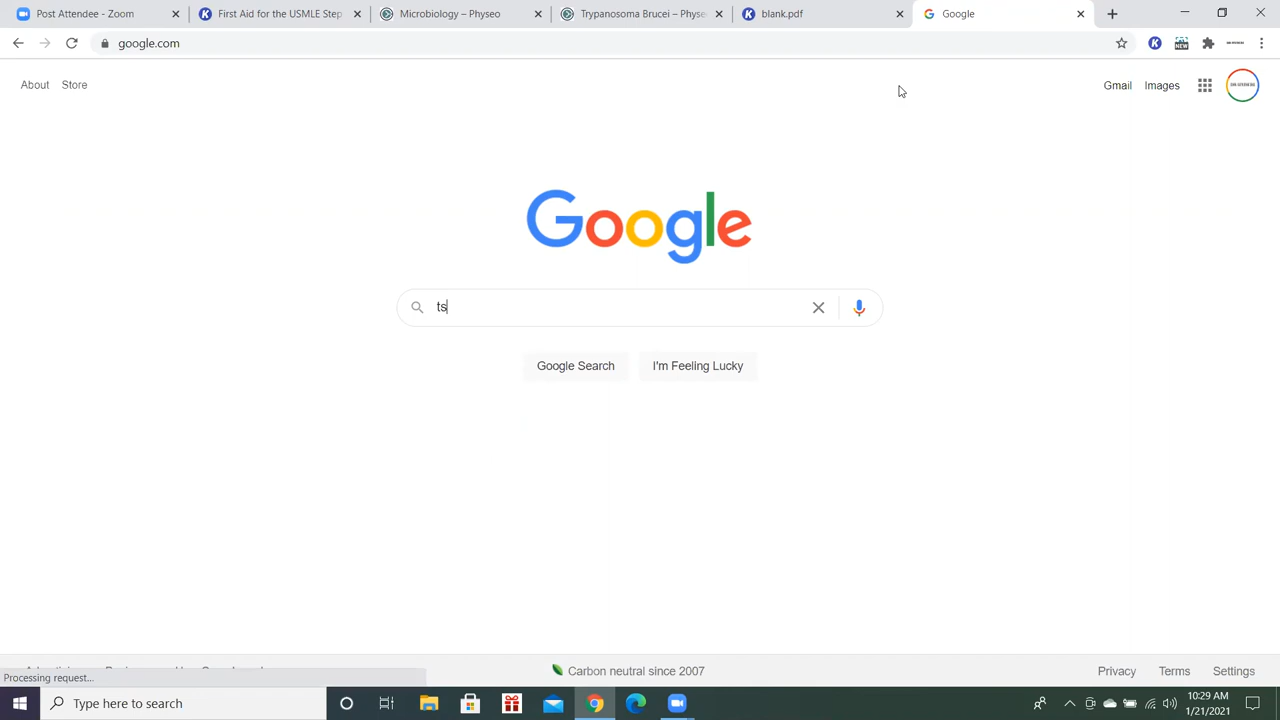 Post Attendee - Zoom
First Aid for the USMLE Step
Microbiology – Physeo
Trypanosoma Brucei – Physe
blank.pdf
Google
google.com
NEW
About
Store
Gmail
Images
Google
ts
Google Search
I'm Feeling Lucky
Carbon neutral since 2007
Privacy
Terms
Settings
Processing request...
Type here to search
10:29 AM
1/21/2021